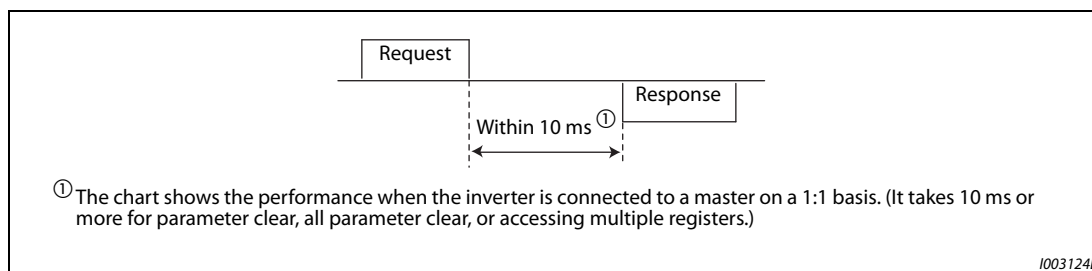 Request
Response
Within 10 ms ①
① The chart shows the performance when the inverter is connected to a master on a 1:1 basis. (It takes 10 ms or
more for parameter clear, all parameter clear, or accessing multiple registers.)
I003124E